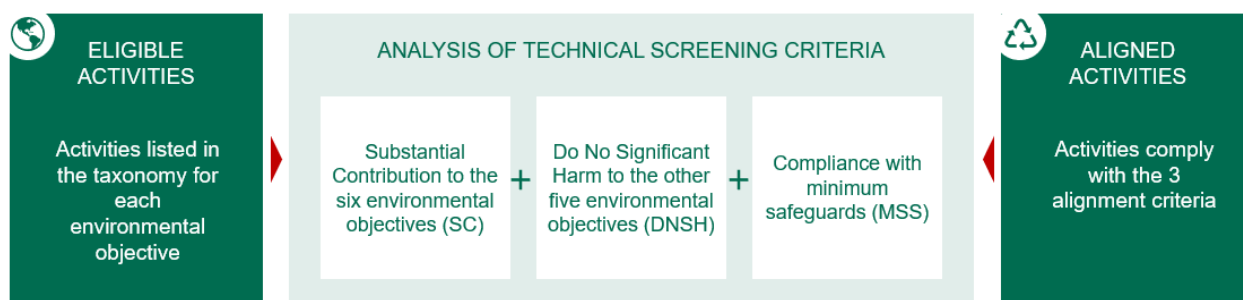 ELIGIBLE
ACTIVITIES
Activities listed in
the taxonomy for
each
environmental
objective
ANALYSIS OF TECHNICAL SCREENING CRITERIA
Substantial
Contribution to the
six environmental
objectives (SC)
+
Do No Significant
Harm to the other
five environmental
objectives (DNSH)
+
Compliance with
minimum
safeguards (MSS)
ALIGNED
ACTIVITIES
Activities comply
with the 3
alignment criteria